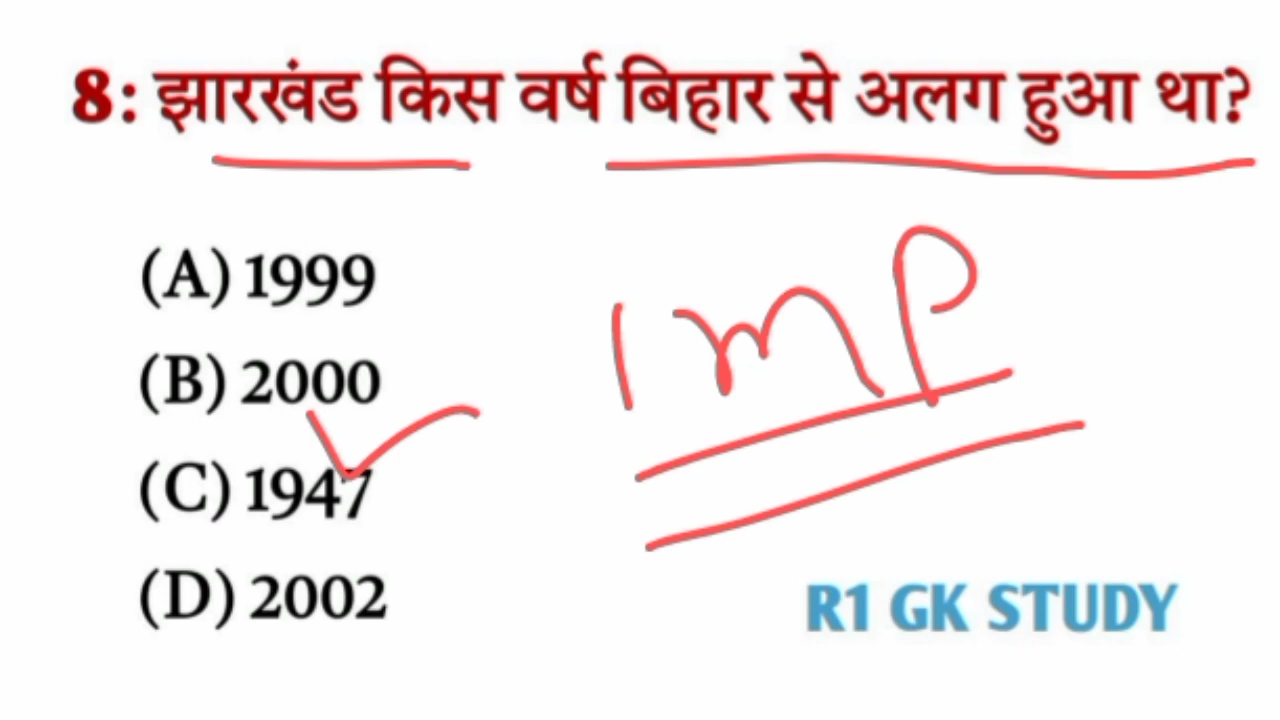 8: झारखंड किस वर्ष बिहार से अलग हुआ था?
(A) 1999
IMP
(B) 2000
(C) 1947
(D) 2002
R1 GK STUDY